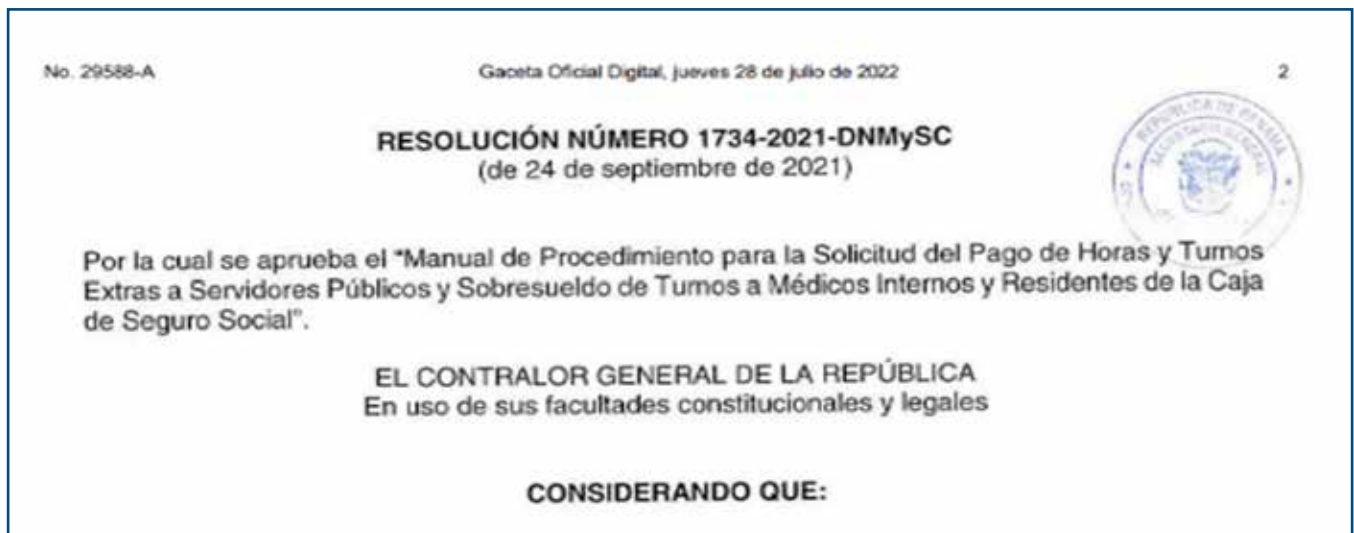 No. 29588-A Gaceta Oficial Digital, jueves 28 de julio de 2022 2
RESOLUCIÓN NÚMERO 1734-2021-DNMySC
(de 24 de septiembre de 2021)
REPÚBLICA DE PANAMÁ
Por la cual se aprueba el "Manual de Procedimiento para la Solicitud del Pago de Horas y Turnos
Extras a Servidores Públicos y Sobresueldo de Turnos a Médicos Internos y Residentes de la Caja
de Seguro Social".
EL CONTRALOR GENERAL DE LA REPÚBLICA
En uso de sus facultades constitucionales y legales
CONSIDERANDO QUE: